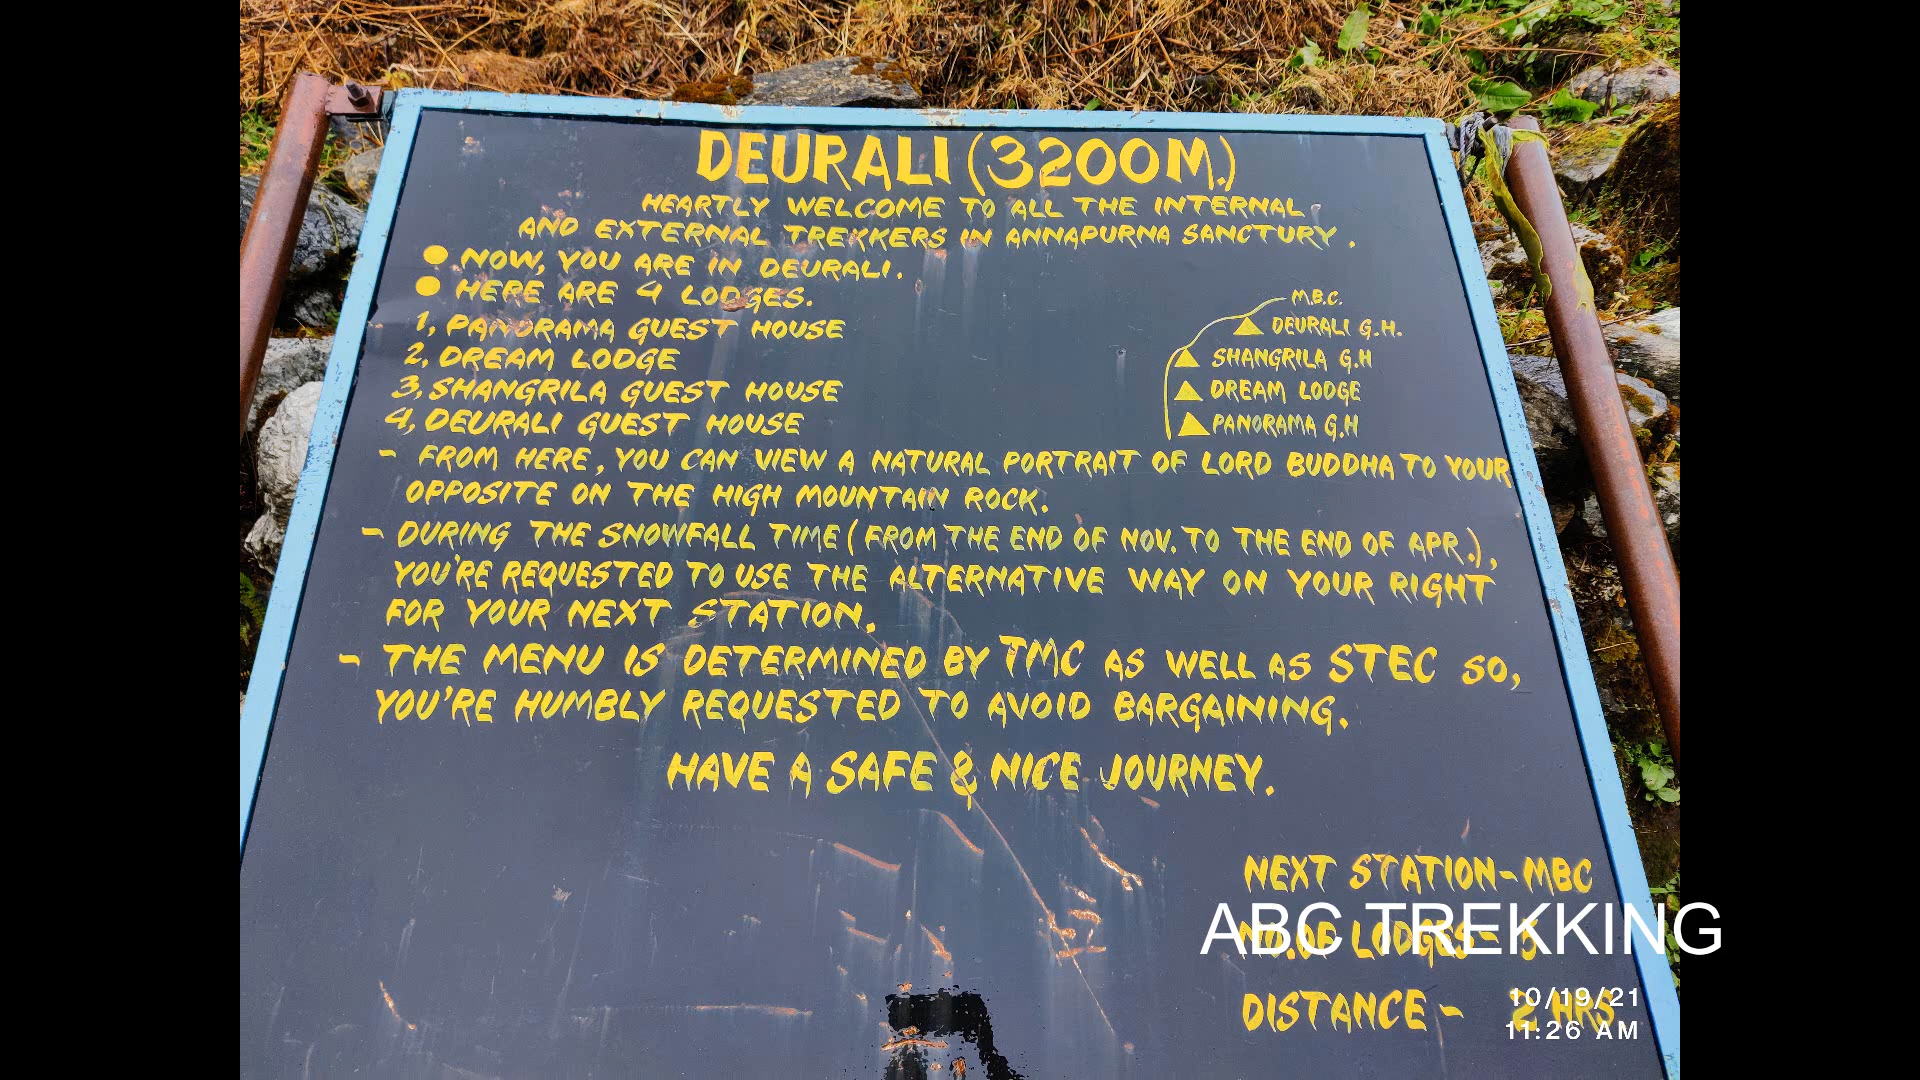 DEURALI (3200M.)
HEARTLY WELCOME TO ALL THE INTERNAL
AND EXTERNAL TREKKERS IN ANNAPURNA SANCTURY.
● NOW, YOU ARE IN DEURALI.
● HERE ARE 4 LODGES.
1, PANORAMA GUEST HOUSE
2, DREAM LODGE
3, SHANGRILA GUEST HOUSE
4, DEURALI GUEST HOUSE
M.B.C.
DEURALI G.H.
SHANGRILA G.H
DREAM LODGE
PANORAMA G.H
- FROM HERE, YOU CAN VIEW A NATURAL PORTRAIT OF LORD BUDDHA TO YOUR
OPPOSITE ON THE HIGH MOUNTAIN ROCK.
- DURING THE SNOWFALL TIME (FROM THE END OF NOV. TO THE END OF APR.),
YOU'RE REQUESTED TO USE THE ALTERNATIVE WAY ON YOUR RIGHT
FOR YOUR NEXT STATION.
- THE MENU IS DETERMINED BY TMC AS WELL AS STEC SO,
YOU'RE HUMBLY REQUESTED TO AVOID BARGAINING.
HAVE A SAFE & NICE JOURNEY.
NEXT STATION - MBC
NO. OF LODGES - 5
ABC TREKKING
DISTANCE - 2 HRS
10/19/21
11:26 AM